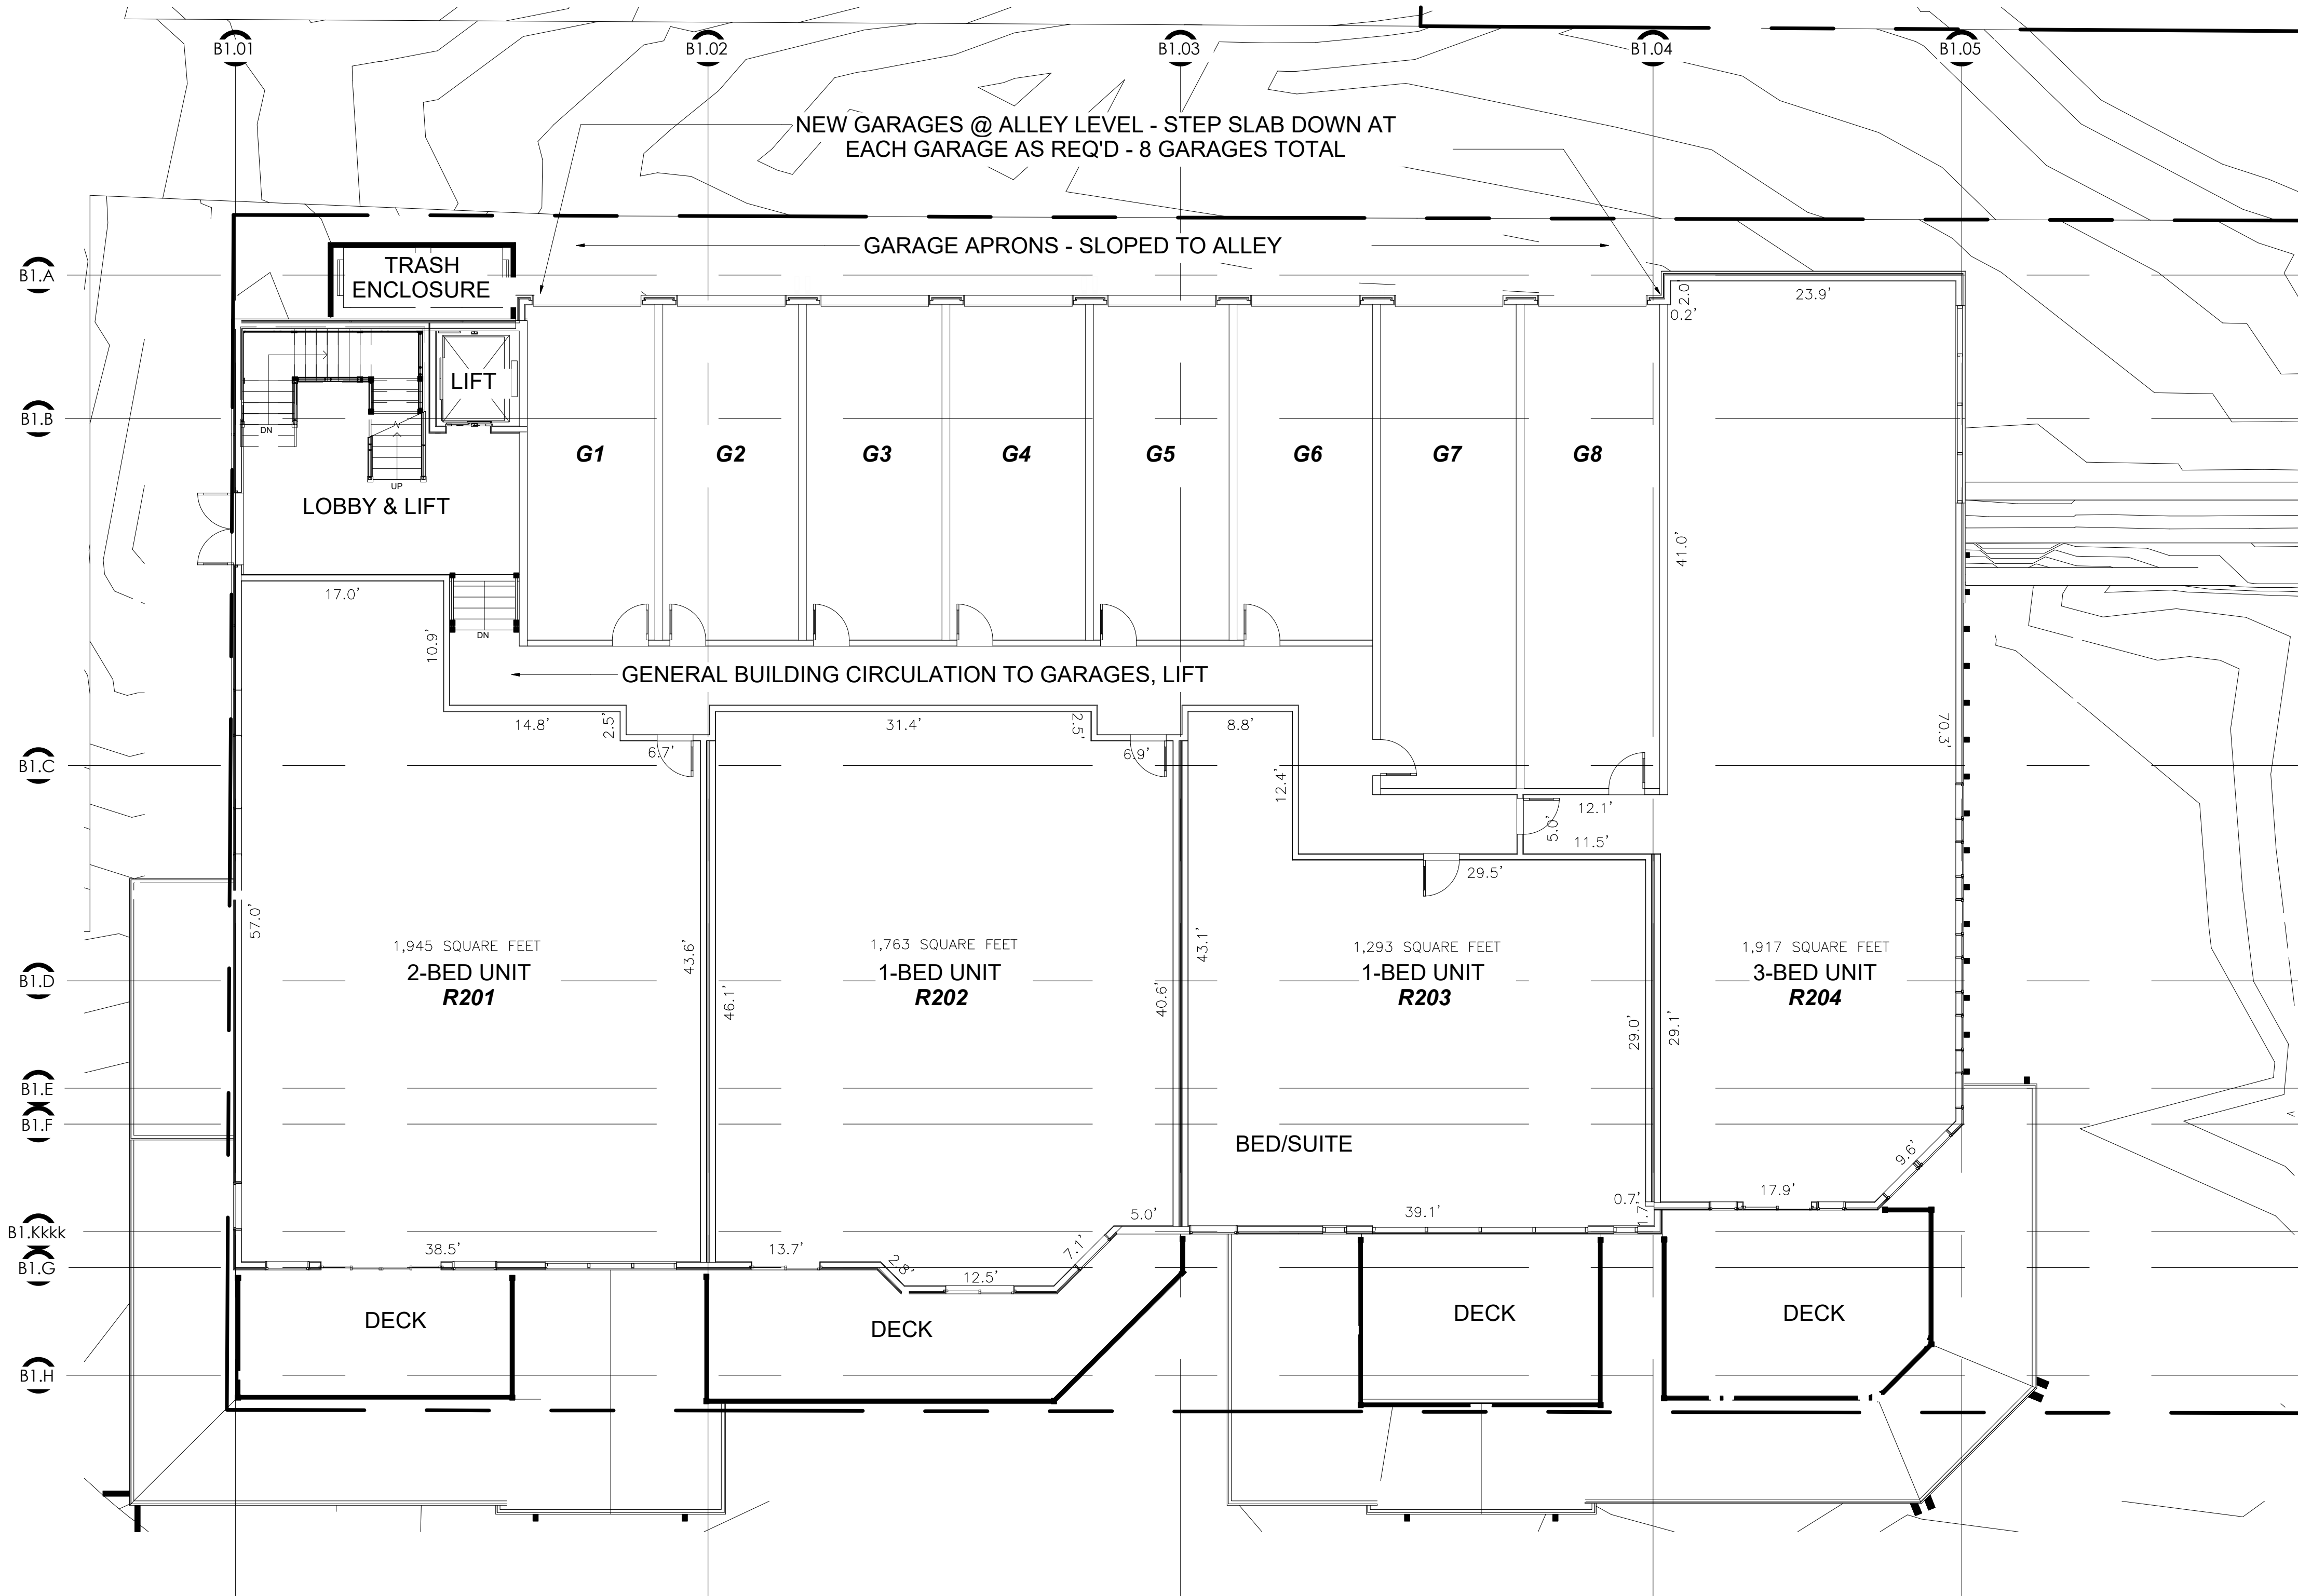 B1.01
B1.02
B1.03
B1.04
B1.05
NEW GARAGES @ ALLEY LEVEL - STEP SLAB DOWN AT
EACH GARAGE AS REQ'D - 8 GARAGES TOTAL
GARAGE APRONS - SLOPED TO ALLEY
B1.A
TRASH
ENCLOSURE
2.0'
0.2'
23.9'
LIFT
B1.B
DN
UP
G1
G2
G3
G4
G5
G6
G7
G8
LOBBY & LIFT
41.0'
17.0'
10.9'
DN
GENERAL BUILDING CIRCULATION TO GARAGES, LIFT
14.8'
2.5'
6.7'
31.4'
2.5'
6.9'
8.8'
70.3'
B1.C
12.4'
12.1'
5.0'
11.5'
29.5'
57.0'
43.6'
46.1'
40.6'
43.1'
29.0'
29.1'
1,945 SQUARE FEET
2-BED UNIT
R201
1,763 SQUARE FEET
1-BED UNIT
R202
1,293 SQUARE FEET
1-BED UNIT
R203
1,917 SQUARE FEET
3-BED UNIT
R204
B1.D
B1.E
B1.F
BED/SUITE
9.6'
17.9'
0.7'
1.7'
39.1'
5.0'
B1.Kkkk
7.1'
38.5'
13.7'
2.8'
12.5'
B1.G
DECK
DECK
DECK
DECK
B1.H